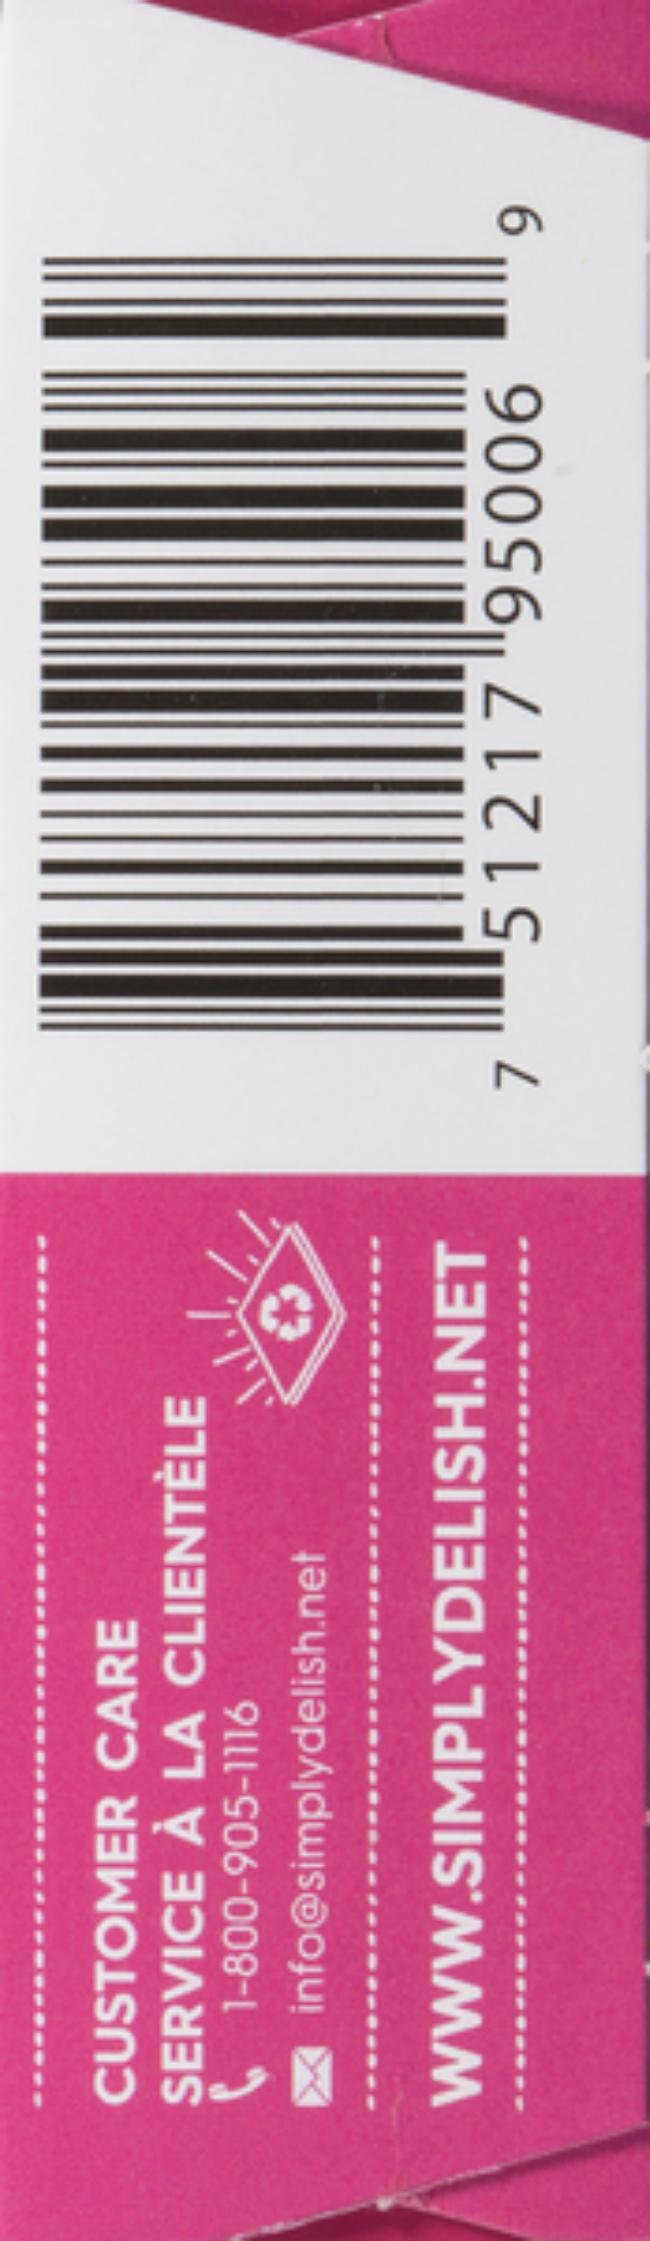 7 51217 95006 9
CUSTOMER CARE
SERVICE À LA CLIENTÈLE
1-800-905-1116
info@simplydelish.net
WWW.SIMPLYDELISH.NET